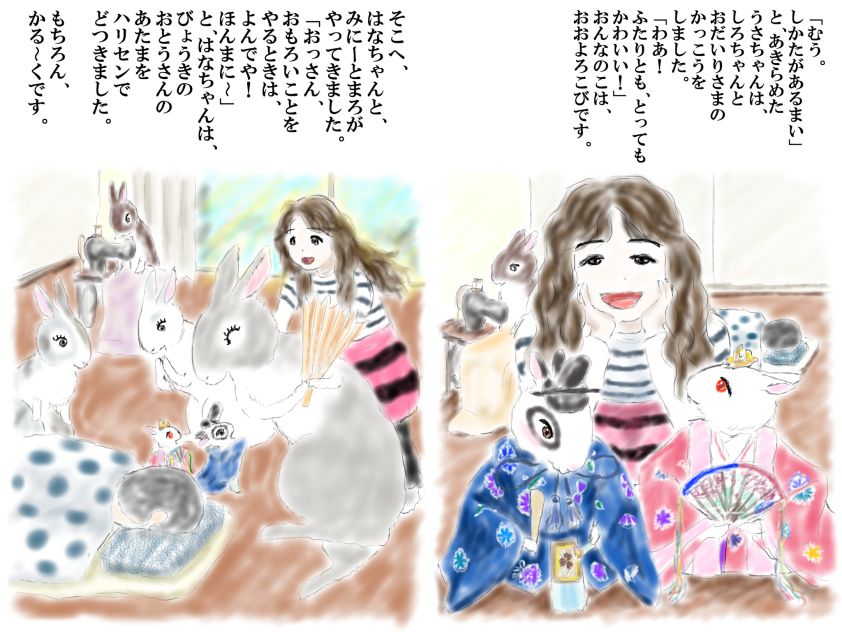 「むう。
しかたがあるまい」
と、あきらめた
うさちゃんは、
しろちゃんと
おだいりさまの
かっこうを
しました。
「わあ!
ふたりとも、とっても
かわいい!」
おんなのこは、
おおよろこびです。
そこへ、
はなちゃんと、
みにーとまろが
やってきました。
「おっさん、
おもろいことを
やるときは、
よんでや!
ほんまに~」
と、はなちゃんは、
びょうきの
おとうさんの
あたまを
ハリセンで
どつきました。
もちろん、
かる~くです。